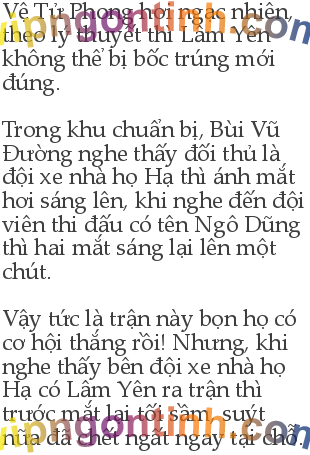 Vệ Tử Phong hơi ngạc nhiên,
theo lý thuyết thì Lâm Yên
không thể bị bốc trúng mới
đúng.
Trong khu chuẩn bị, Bùi Vũ
Đường nghe thấy đối thủ là
đội xe nhà họ Hạ thì ánh mắt
hơi sáng lên, khi nghe đến đội
viên thi đấu có tên Ngô Dũng
thì hai mắt sáng lại lên một
chút.
Vậy tức là trận này bọn họ có
cơ hội thắng rồi! Nhưng, khi
nghe thấy bên đội xe nhà họ
Hạ có Lâm Yên ra trận thì
trước mắt lại tối sầm, suýt
nữa đã chết ngất ngay tại chỗ.
vipngontinh.com
vipngontinh.com